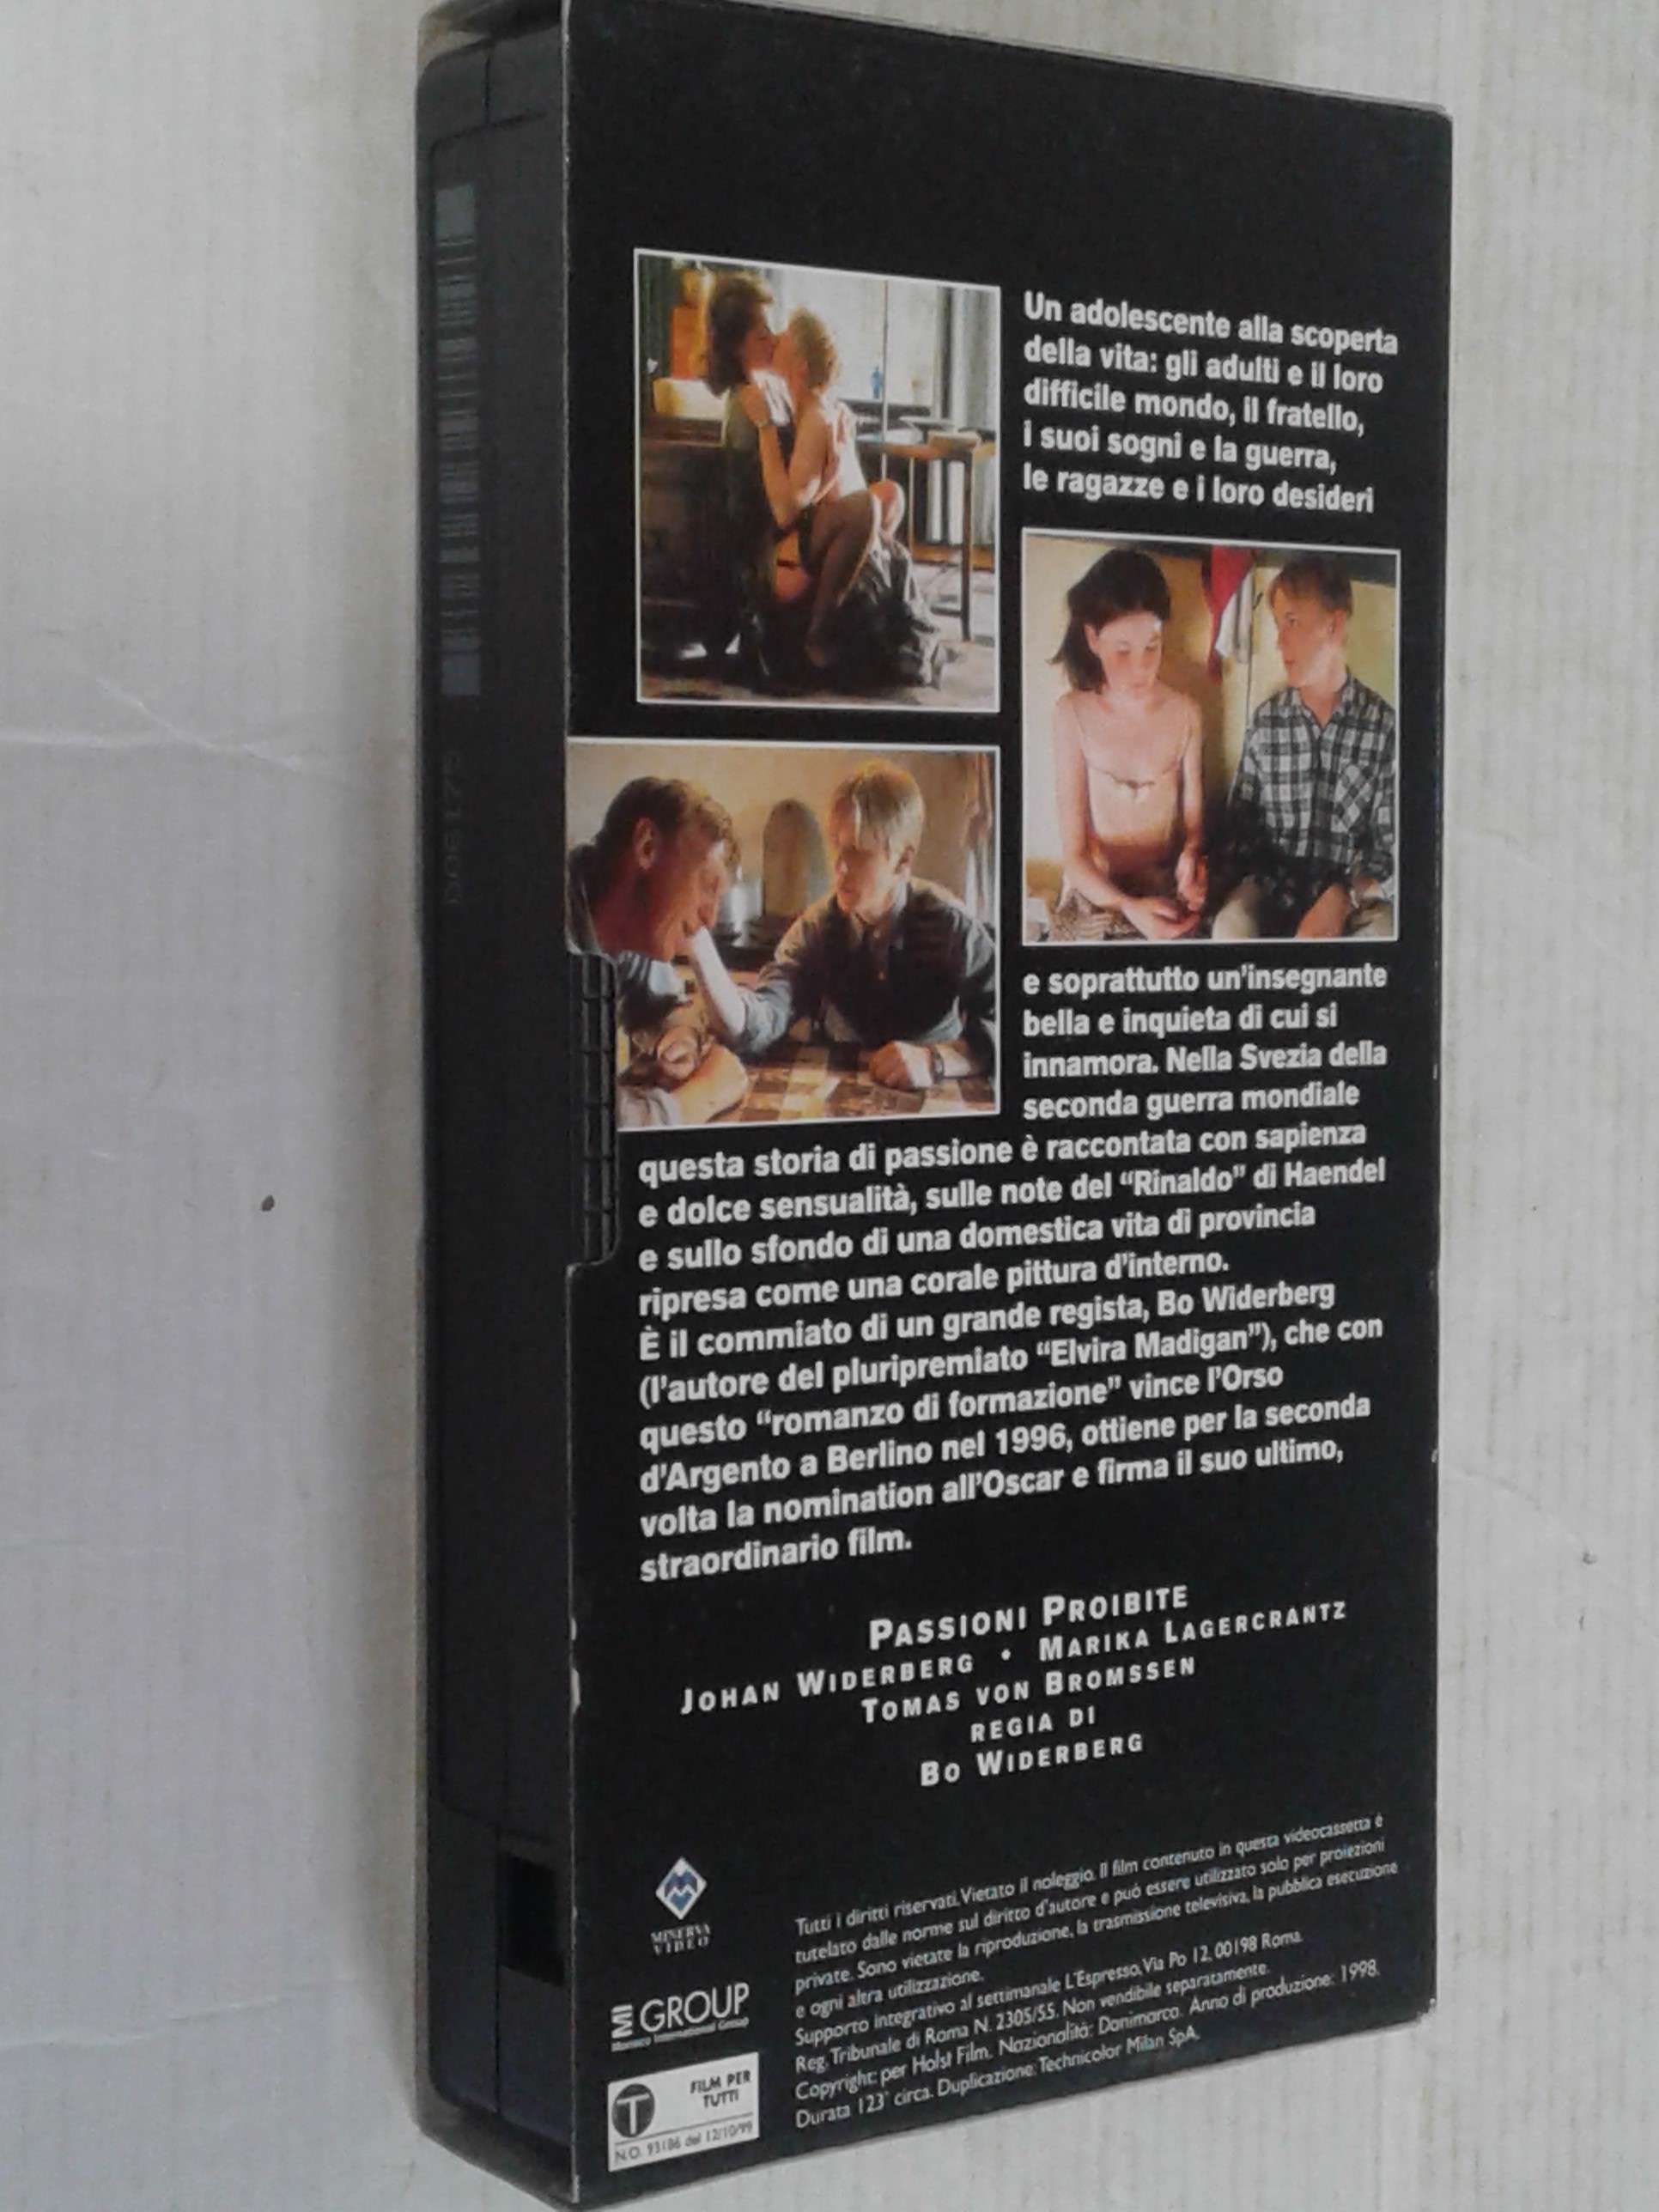 Un adolescente alla scoperta
della vita: gli adulti e il loro
difficile mondo, il fratello,
i suoi sogni e la guerra,
le ragazze e i loro desideri
e soprattutto un'insegnante
bella e inquieta di cui si
innamora. Nella Svezia della
seconda guerra mondiale
questa storia di passione è raccontata con sapienza
e dolce sensualità, sulle note del “Rinaldo” di Haendel
e sullo sfondo di una domestica vita di provincia
ripresa come una corale pittura d'interno.
È il commiato di un grande regista, Bo Widerberg
(l'autore del pluripremiato “Elvira Madigan”), che con
questo “romanzo di formazione” vince l'Orso
d'Argento a Berlino nel 1996, ottiene per la seconda
volta la nomination all'Oscar e firma il suo ultimo,
straordinario film.
PASSIONI PROIBITE
JOHAN WIDERBERG • MARIKA LAGERCRANTZ
TOMAS VON BROMSSEN
REGIA DI
BO WIDERBERG
MINERVA
VIDEO
MI GROUP
Monaco International Group
T FILM PER
TUTTI
N.O. 93186 del 12/10/99
Tutti i diritti riservati. Vietato il noleggio. Il film contenuto in questa videocassetta è
tutelato dalle norme sul diritto d'autore e può essere utilizzato solo per proiezioni
private. Sono vietate la riproduzione, la trasmissione televisiva, la pubblica esecuzione
e ogni altra utilizzazione.
Supporto integrativo al settimanale L'Espresso, Via Po 12, 00198 Roma.
Reg. Tribunale di Roma N. 2305/55. Non vendibile separatamente.
Copyright: per Holst Film. Nazionalità: Danimarca. Anno di produzione: 1998.
Durata 123' circa. Duplicazione: Technicolor Milan SpA.